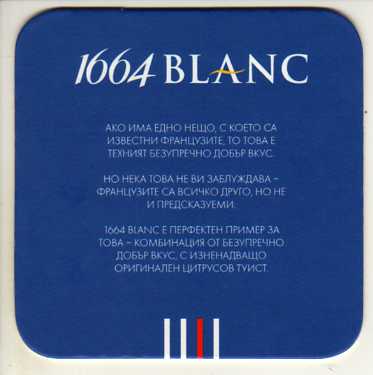 1664 BLANC
АКО ИМА ЕДНО НЕЩО, С КОЕТО СА
ИЗВЕСТНИ ФРАНЦУЗИТЕ, ТО ТОВА Е
ТЕХНИЯТ БЕЗУПРЕЧНО ДОБЪР ВКУС.
НО НЕКА ТОВА НЕ ВИ ЗАБЛУЖДАВА –
ФРАНЦУЗИТЕ СА ВСИЧКО ДРУГО, НО НЕ
И ПРЕДСКАЗУЕМИ.
1664 BLANC Е ПЕРФЕКТЕН ПРИМЕР ЗА
ТОВА – КОМБИНАЦИЯ ОТ БЕЗУПРЕЧНО
ДОБЪР ВКУС, С ИЗНЕНАДВАЩО
ОРИГИНАЛЕН ЦИТРУСОВ ТУИСТ.